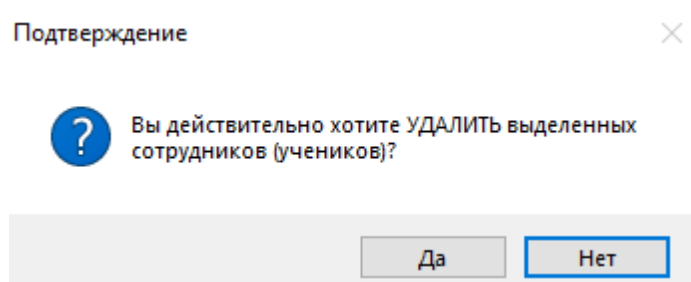 Подтверждение
Вы действительно хотите УДАЛИТЬ выделенных
сотрудников (учеников)?
Да
Нет